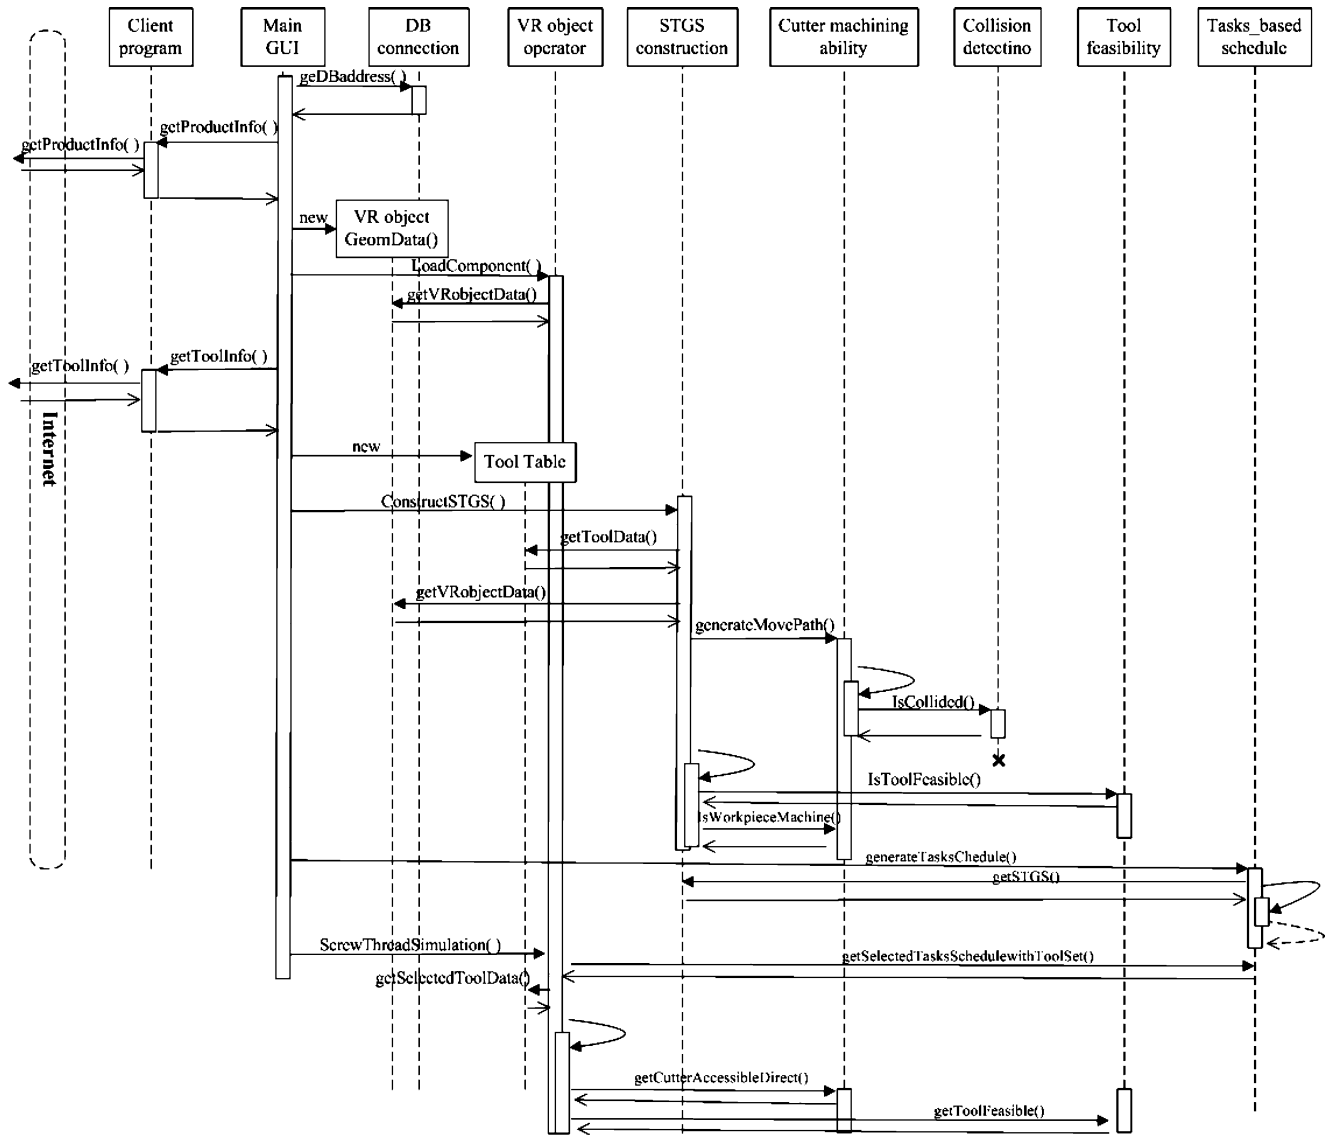 Client
program
Main
GUI
DB
connection
VR object
operator
STGS
construction
Cutter machining
ability
Collision
detectino
Tool
feasibility
Tasks_based
schedule
geDBaddress( )
getProductInfo( )
getProductInfo( )
new
VR object
GeomData()
LoadComponent( )
getVRobjectData()
getToolInfo( )
getToolInfo( )
Internet
new
Tool Table
ConstructSTGS( )
getToolData()
getVRobjectData()
generateMovePath()
IsCollided()
IsToolFeasible()
IsWorkpieceMachine()
generateTasksChedule()
getSTGS()
ScrewThreadSimulation( )
getSelectedTasksSchedulewithToolSet()
getSelectedToolData()
getCutterAccessibleDirect()
getToolFeasible()